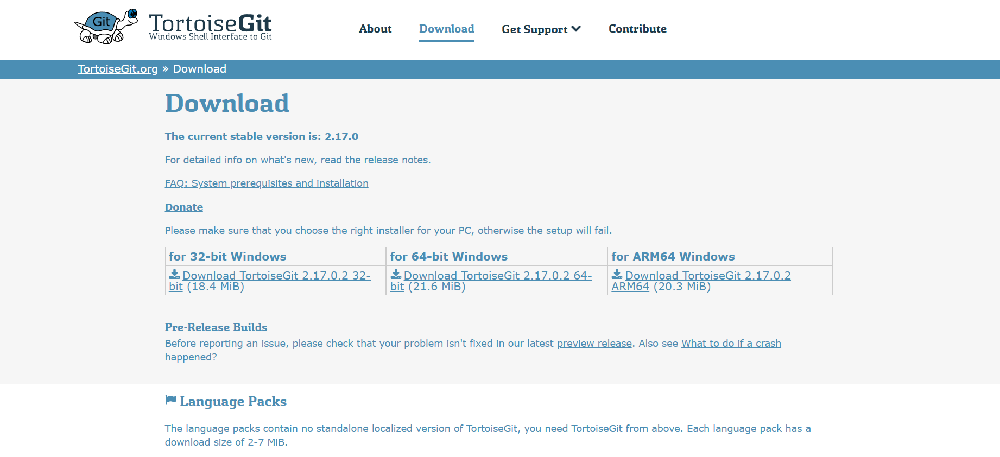 Git
TortoiseGit
Windows Shell Interface to Git
About
Download
Get Support
Contribute
TortoiseGit.org » Download
Download
The current stable version is: 2.17.0
For detailed info on what's new, read the release notes.
FAQ: System prerequisites and installation
Donate
Please make sure that you choose the right installer for your PC, otherwise the setup will fail.
for 32-bit Windows
for 64-bit Windows
for ARM64 Windows
Download TortoiseGit 2.17.0.2 32-
bit (18.4 MiB)
Download TortoiseGit 2.17.0.2 64-
bit (21.6 MiB)
Download TortoiseGit 2.17.0.2
ARM64 (20.3 MiB)
Pre-Release Builds
Before reporting an issue, please check that your problem isn't fixed in our latest preview release. Also see What to do if a crash
happened?
Language Packs
The language packs contain no standalone localized version of TortoiseGit, you need TortoiseGit from above. Each language pack has a
download size of 2-7 MiB.